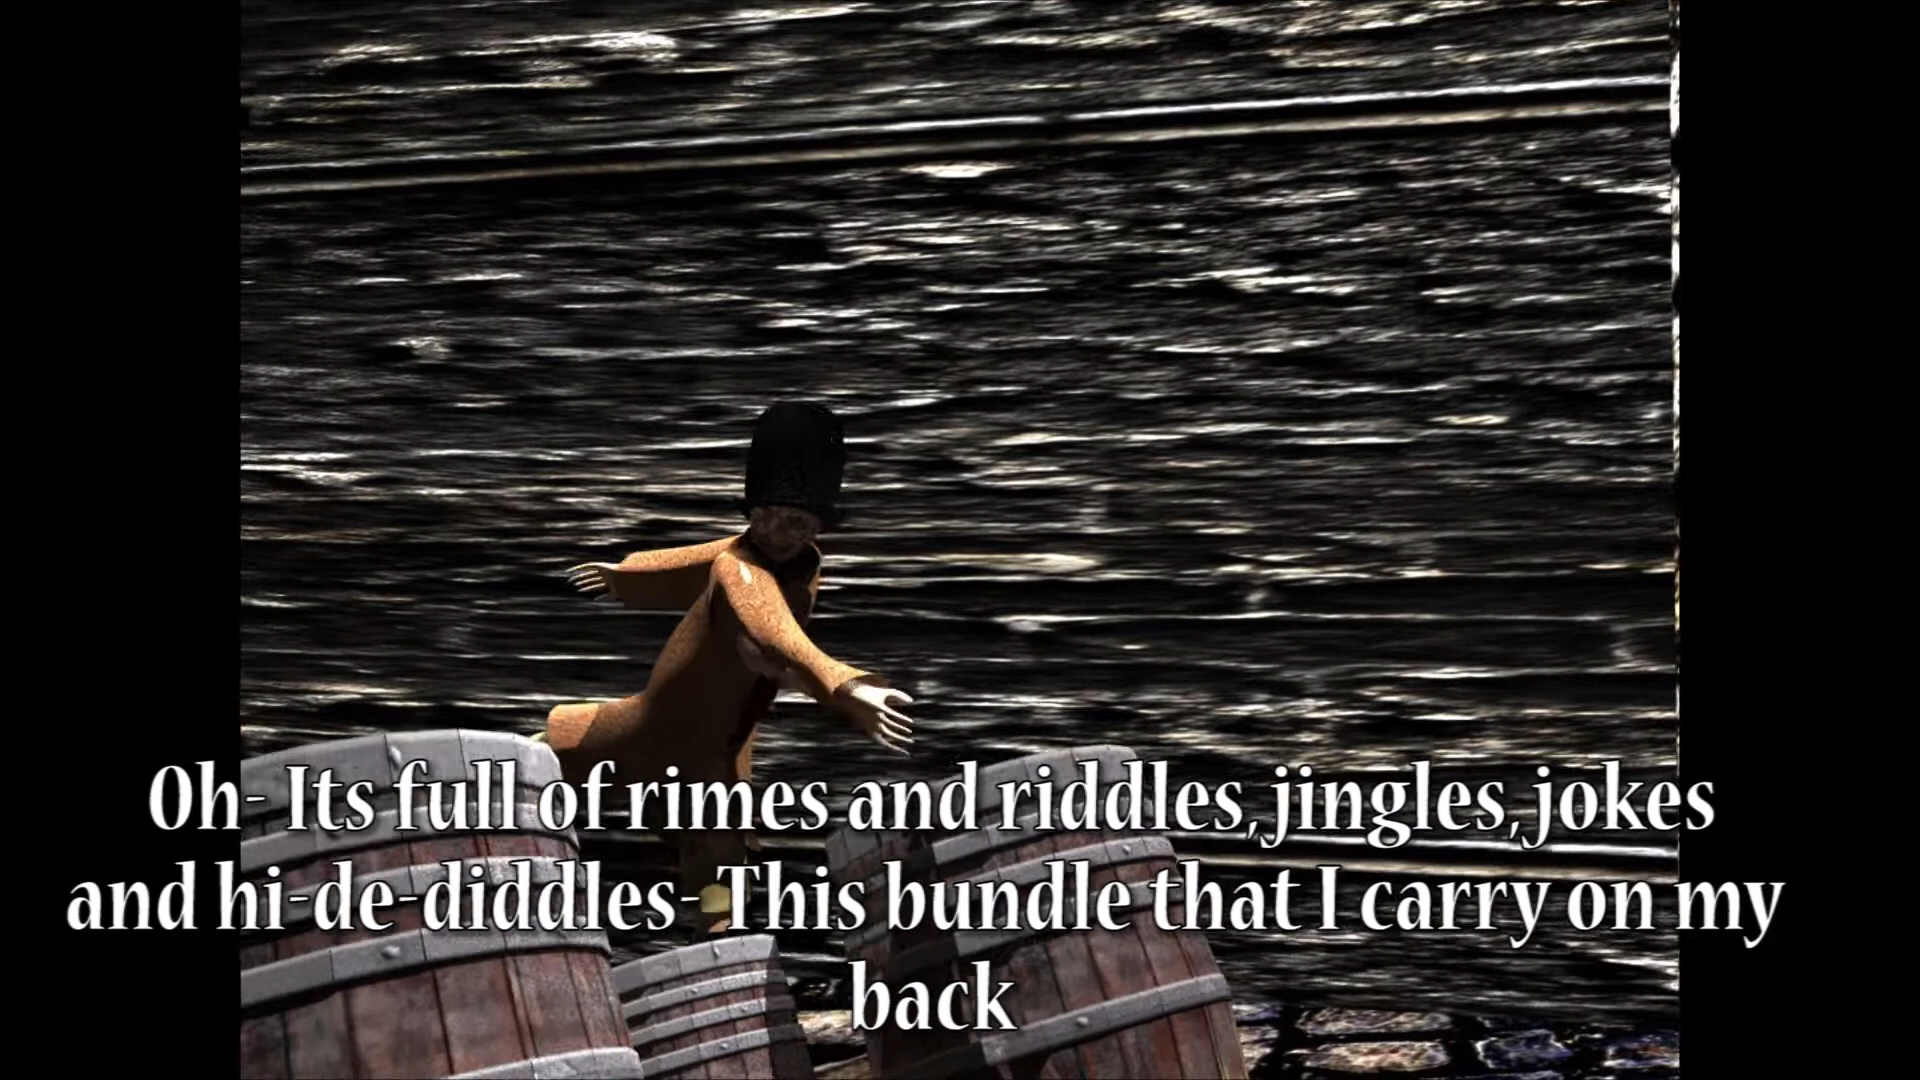 Oh- Its full of rimes and riddles, jingles, jokes
and hi-de-diddles- This bundle that I carry on my
back